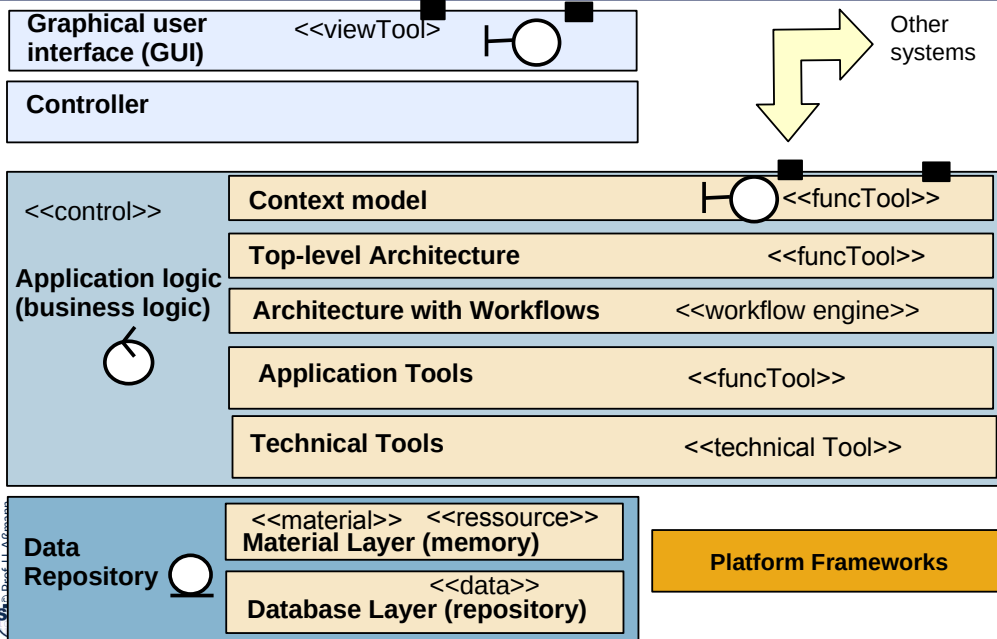 Graphical user
interface (GUI)
<<viewTool>
Other
systems
Controller
<<control>>
Application logic
(business logic)
Context model
<<funcTool>>
Top-level Architecture
<<funcTool>>
Architecture with Workflows
<<workflow engine>>
Application Tools
<<funcTool>>
Technical Tools
<<technical Tool>>
Data
Repository
<<material>>
<<ressource>>
Material Layer (memory)
<<data>>
Database Layer (repository)
Platform Frameworks
© Prof. U. Aßmann